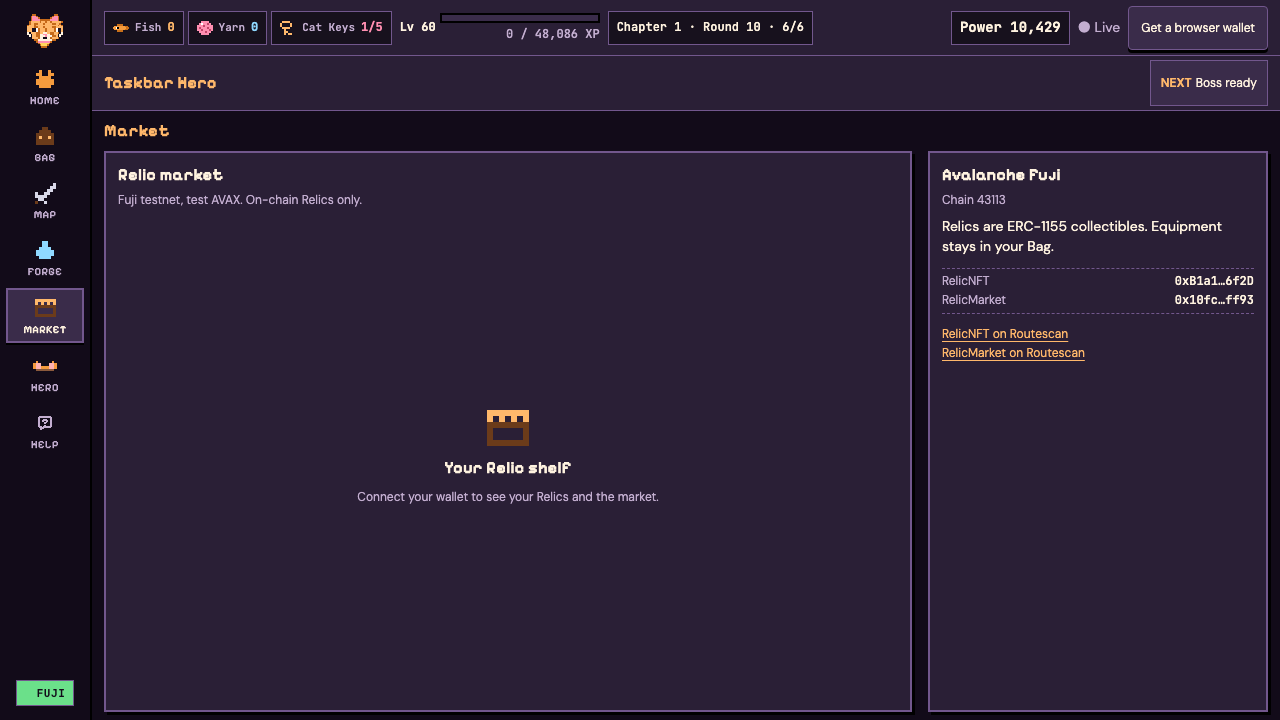 Fish 0
Yarn 0
Cat Keys 1/5
Lv 60
0 / 48,086 XP
Chapter 1 · Round 10 · 6/6
Power 10,429
Live
Get a browser wallet
HOME
BAG
MAP
FORGE
MARKET
HERO
HELP
FUJI
Taskbar Hero
NEXT Boss ready
Market
Relic market
Fuji testnet, test AVAX. On-chain Relics only.
Your Relic shelf
Connect your wallet to see your Relics and the market.
Avalanche Fuji
Chain 43113
Relics are ERC-1155 collectibles. Equipment
stays in your Bag.
RelicNFT 0xB1a1…6f2D
RelicMarket 0x10fc…ff93
RelicNFT on Routescan
RelicMarket on Routescan